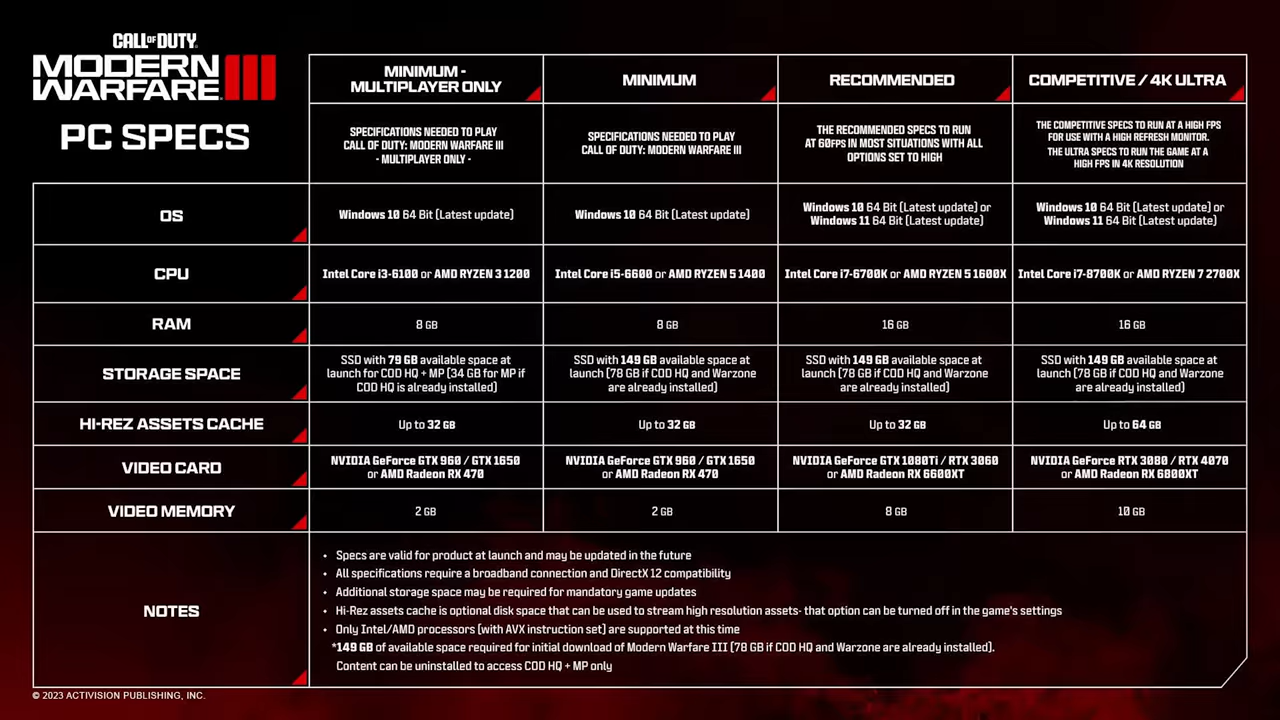 CALL OF DUTY
MODERN
WARFARE III
PC SPECS
MINIMUM -
MULTIPLAYER ONLY
MINIMUM
RECOMMENDED
COMPETITIVE / 4K ULTRA
SPECIFICATIONS NEEDED TO PLAY
CALL OF DUTY: MODERN WARFARE III
- MULTIPLAYER ONLY -
SPECIFICATIONS NEEDED TO PLAY
CALL OF DUTY: MODERN WARFARE III
THE RECOMMENDED SPECS TO RUN
AT 60FPS IN MOST SITUATIONS WITH ALL
OPTIONS SET TO HIGH
THE COMPETITIVE SPECS TO RUN AT A HIGH FPS
FOR USE WITH A HIGH REFRESH MONITOR.
THE ULTRA SPECS TO RUN THE GAME AT A
HIGH FPS IN 4K RESOLUTION
OS
Windows 10 64 Bit (Latest update)
Windows 10 64 Bit (Latest update)
Windows 10 64 Bit (Latest update) or
Windows 11 64 Bit (Latest update)
Windows 10 64 Bit (Latest update) or
Windows 11 64 Bit (Latest update)
CPU
Intel Core i3-6100 or AMD RYZEN 3 1200
Intel Core i5-6600 or AMD RYZEN 5 1400
Intel Core i7-6700K or AMD RYZEN 5 1600X
Intel Core i7-8700K or AMD RYZEN 7 2700X
RAM
8 GB
8 GB
16 GB
16 GB
STORAGE SPACE
SSD with 79 GB available space at
launch for COD HQ + MP (34 GB for MP if
COD HQ is already installed)
SSD with 149 GB available space at
launch (78 GB if COD HQ and Warzone
are already installed)
SSD with 149 GB available space at
launch (78 GB if COD HQ and Warzone
are already installed)
SSD with 149 GB available space at
launch (78 GB if COD HQ and Warzone
are already installed)
HI-REZ ASSETS CACHE
Up to 32 GB
Up to 32 GB
Up to 32 GB
Up to 64 GB
VIDEO CARD
NVIDIA GeForce GTX 960 / GTX 1650
or AMD Radeon RX 470
NVIDIA GeForce GTX 960 / GTX 1650
or AMD Radeon RX 470
NVIDIA GeForce GTX 1080Ti / RTX 3060
or AMD Radeon RX 6600XT
NVIDIA GeForce RTX 3080 / RTX 4070
or AMD Radeon RX 6800XT
VIDEO MEMORY
2 GB
2 GB
8 GB
10 GB
NOTES
• Specs are valid for product at launch and may be updated in the future
• All specifications require a broadband connection and DirectX 12 compatibility
• Additional storage space may be required for mandatory game updates
• Hi-Rez assets cache is optional disk space that can be used to stream high resolution assets- that option can be turned off in the game's settings
• Only Intel/AMD processors (with AVX instruction set) are supported at this time
*149 GB of available space required for initial download of Modern Warfare III (78 GB if COD HQ and Warzone are already installed).
Content can be uninstalled to access COD HQ + MP only
© 2023 ACTIVISION PUBLISHING, INC.